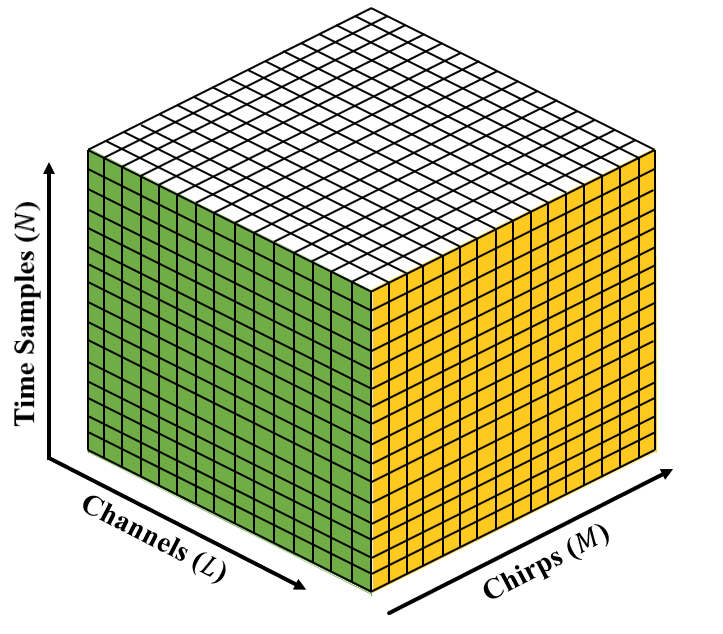 Time Samples (N)
Channels (L)
Chirps (M)